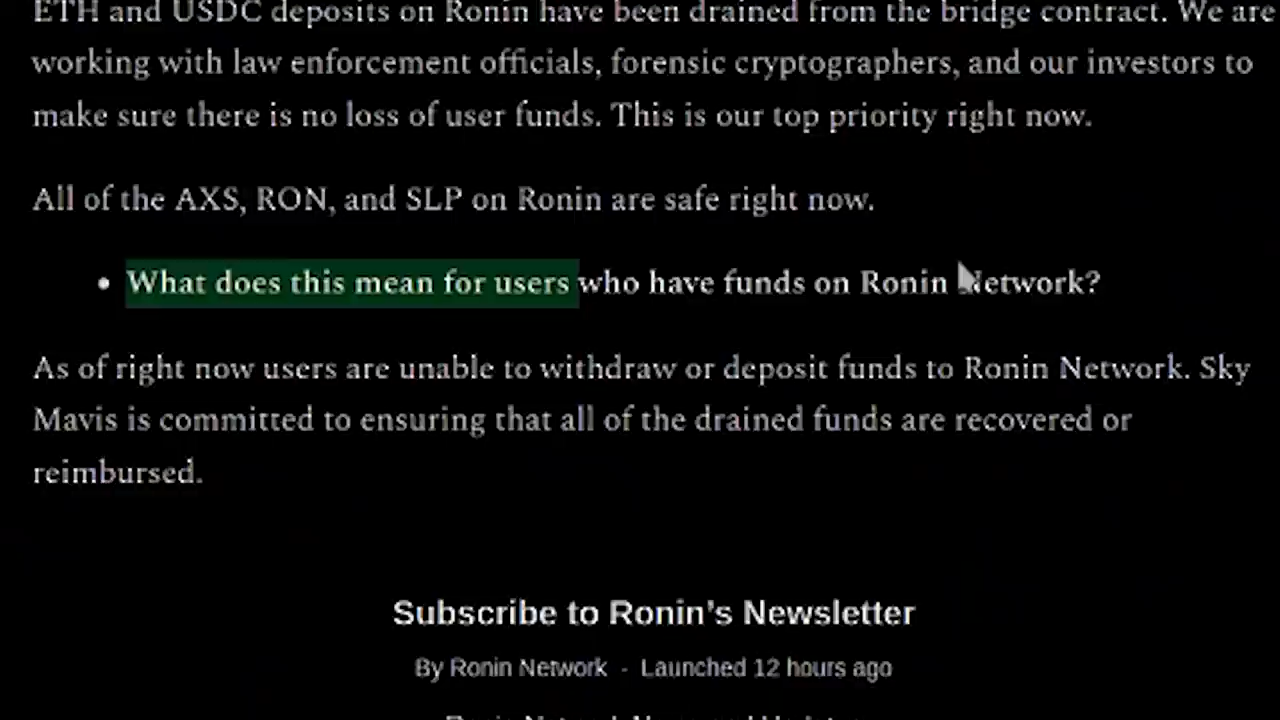 ETH and USDC deposits on Ronin have been drained from the bridge contract. We are
working with law enforcement officials, forensic cryptographers, and our investors to
make sure there is no loss of user funds. This is our top priority right now.
All of the AXS, RON, and SLP on Ronin are safe right now.
• What does this mean for users who have funds on Ronin Network?
As of right now users are unable to withdraw or deposit funds to Ronin Network. Sky
Mavis is committed to ensuring that all of the drained funds are recovered or
reimbursed.
Subscribe to Ronin’s Newsletter
By Ronin Network - Launched 12 hours ago